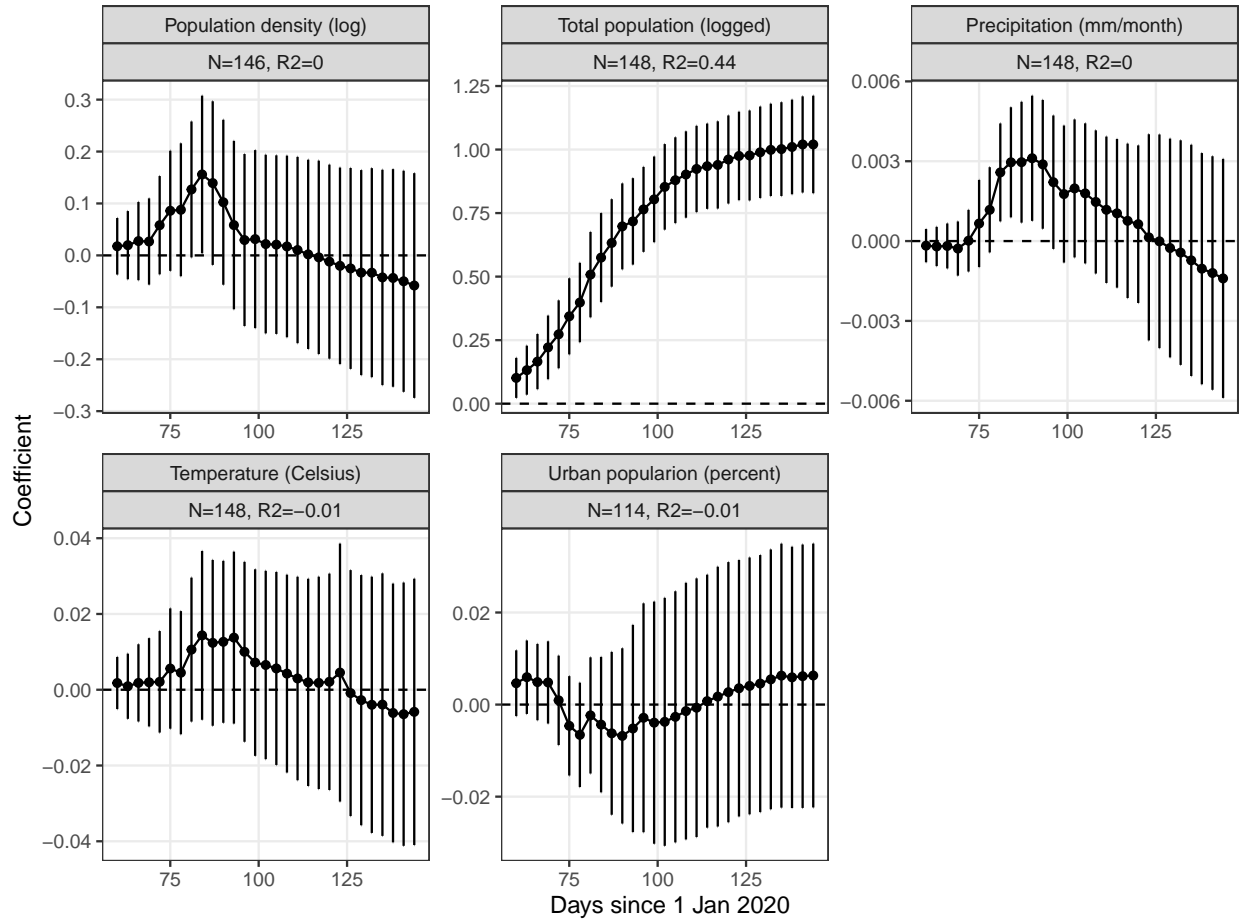 Population density (log)
N=146, R2=0
0.3
0.2
0.1
0.0
−0.1
−0.2
−0.3
75 100 125
Total population (logged)
N=148, R2=0.44
1.25
1.00
0.75
0.50
0.25
0.00
75 100 125
Precipitation (mm/month)
N=148, R2=0
0.006
0.003
0.000
−0.003
−0.006
75 100 125
Coefficient
Temperature (Celsius)
N=148, R2=−0.01
0.04
0.02
0.00
−0.02
−0.04
75 100 125
Urban popularion (percent)
N=114, R2=−0.01
0.02
0.00
−0.02
75 100 125
Days since 1 Jan 2020